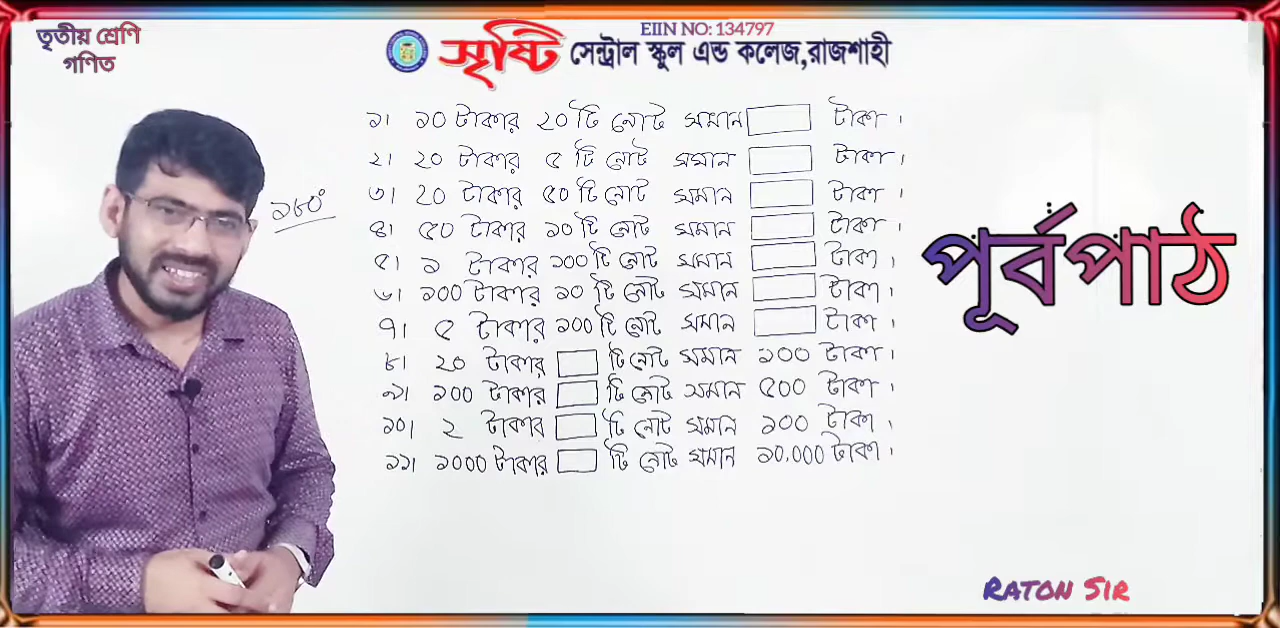 তৃতীয় শ্রেণি
গণিত
EIIN NO: 134797
সৃষ্টি সেন্ট্রাল স্কুল এন্ড কলেজ,রাজশাহী
১। ১০ টাকার ২০ টি নোট সমান টাকা।
২। ২০ টাকার ৫ টি নোট সমান টাকা।
৩। ২০ টাকার ৫০ টি নোট সমান টাকা।
৪। ৫০ টাকার ১০ টি নোট সমান টাকা।
৫। ১ টাকার ১০০ টি নোট সমান টাকা।
৬। ১০০ টাকার ১০ টি নোট সমান টাকা।
৭। ৫ টাকার ১০০ টি নোট সমান টাকা।
৮। ২০ টাকার টি নোট সমান ১০০ টাকা।
৯। ১০০ টাকার টি নোট সমান ৫০০ টাকা।
১০। ২ টাকার টি নোট সমান ১০০ টাকা।
১১। ১০০০ টাকার টি নোট সমান ১০,০০০ টাকা।
১৮০°
পূর্বপাঠ
RATON SIR